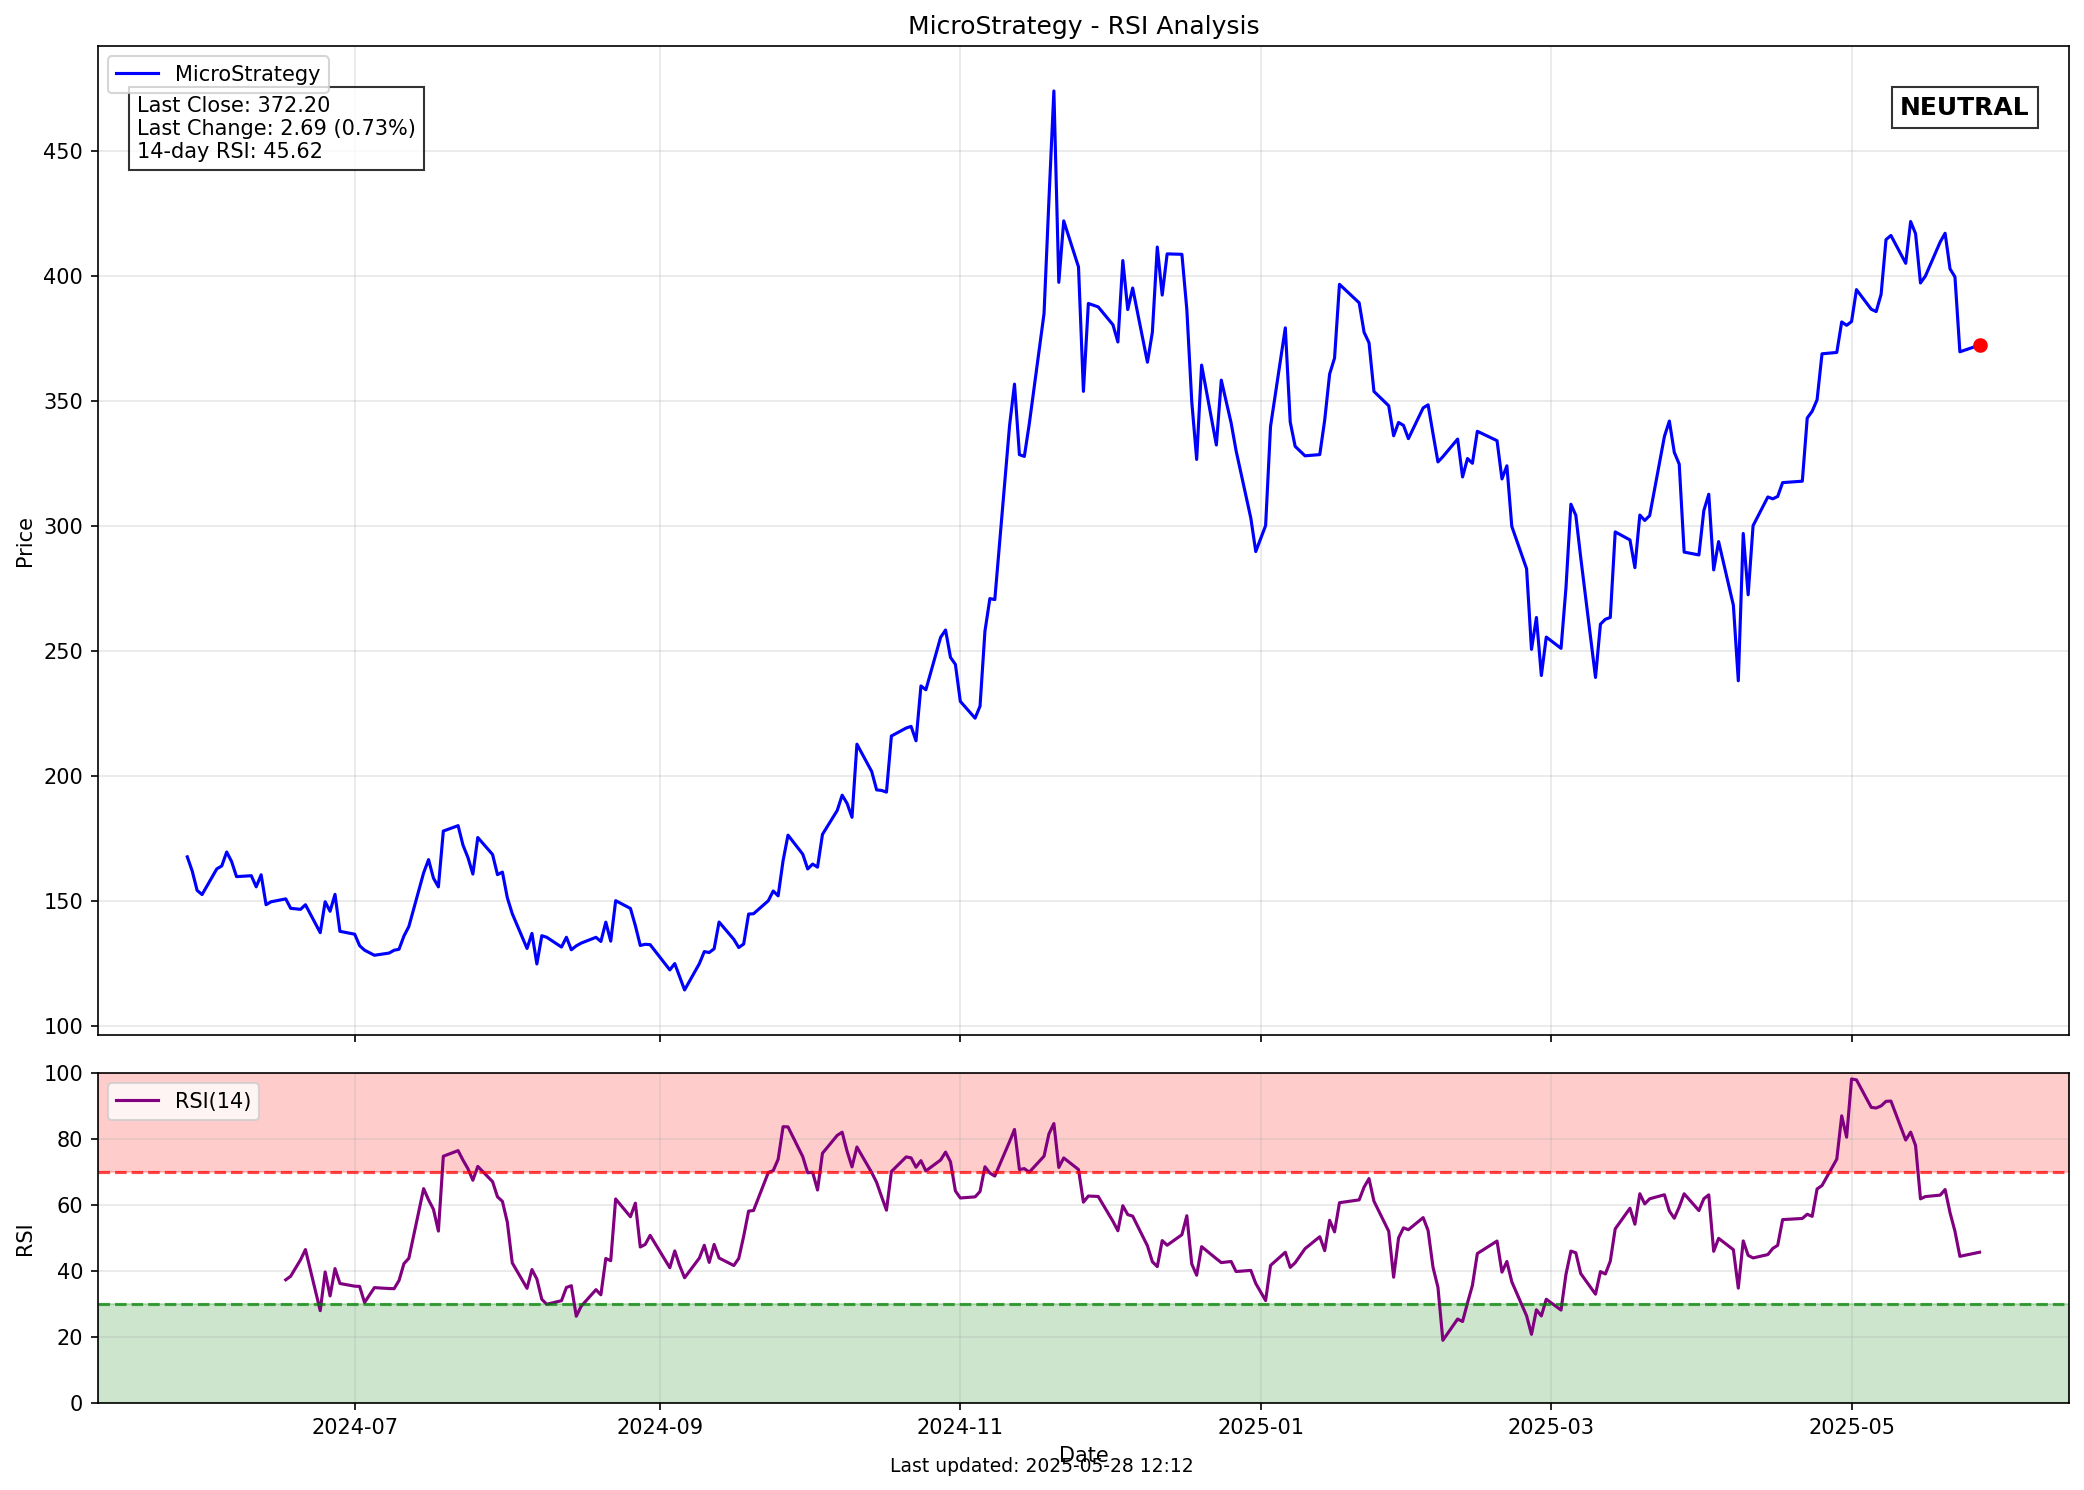 MicroStrategy - RSI Analysis
MicroStrategy
Last Close: 372.20
Last Change: 2.69 (0.73%)
14-day RSI: 45.62
NEUTRAL
Price
450
400
350
300
250
200
150
100
RSI(14)
RSI
100
80
60
40
20
0
2024-07
2024-09
2024-11
2025-01
2025-03
2025-05
Date
Last updated: 2025-05-28 12:12